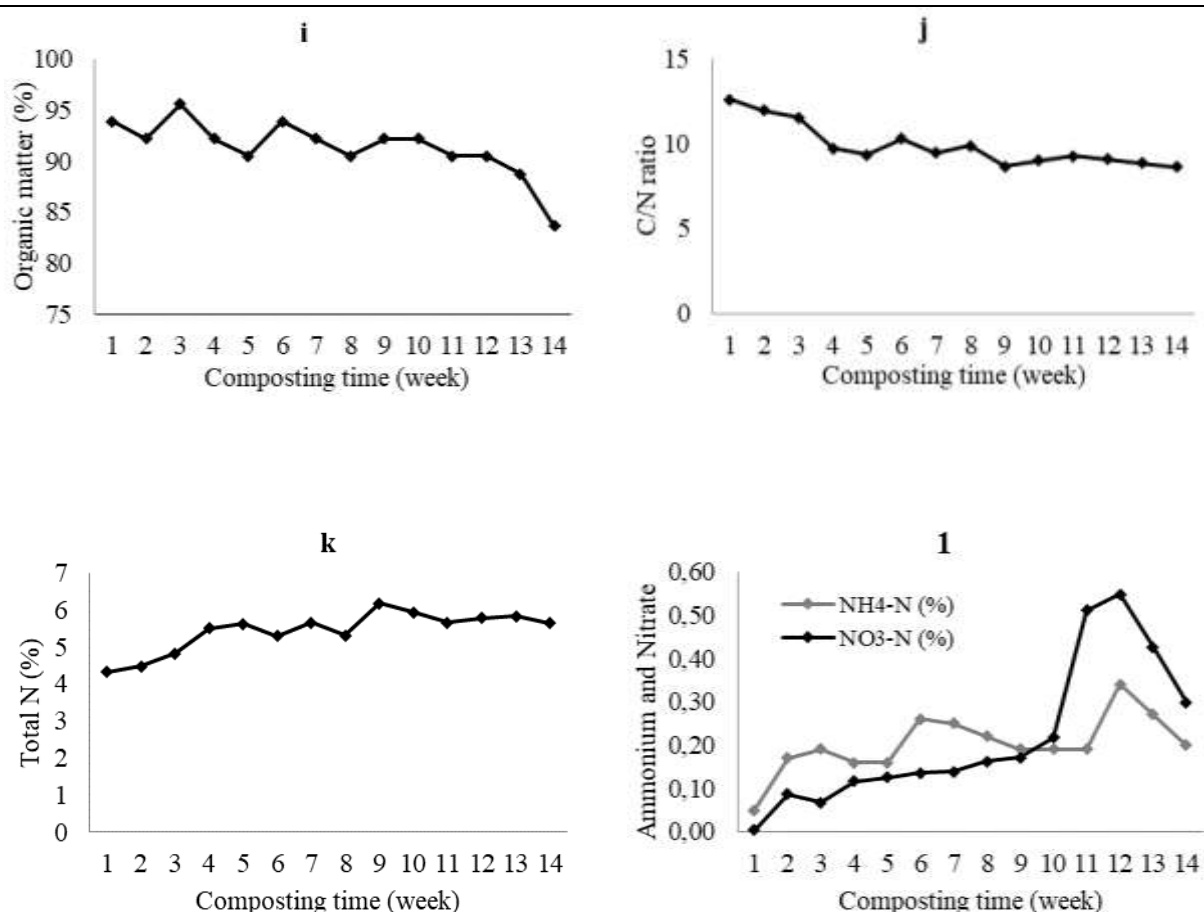 i
100
95
90
85
80
75
Organic matter (%)
1 2 3 4 5 6 7 8 9 10 11 12 13 14
Composting time (week)
j
15
10
5
0
C/N ratio
1 2 3 4 5 6 7 8 9 10 11 12 13 14
Composting time (week)
k
7
6
5
4
3
2
1
0
Total N (%)
1 2 3 4 5 6 7 8 9 10 11 12 13 14
Composting time (week)
l
0,60
0,50
0,40
0,30
0,20
0,10
0,00
Ammonium and Nitrate
NH4-N (%)
NO3-N (%)
1 2 3 4 5 6 7 8 9 10 11 12 13 14
Composting time (week)